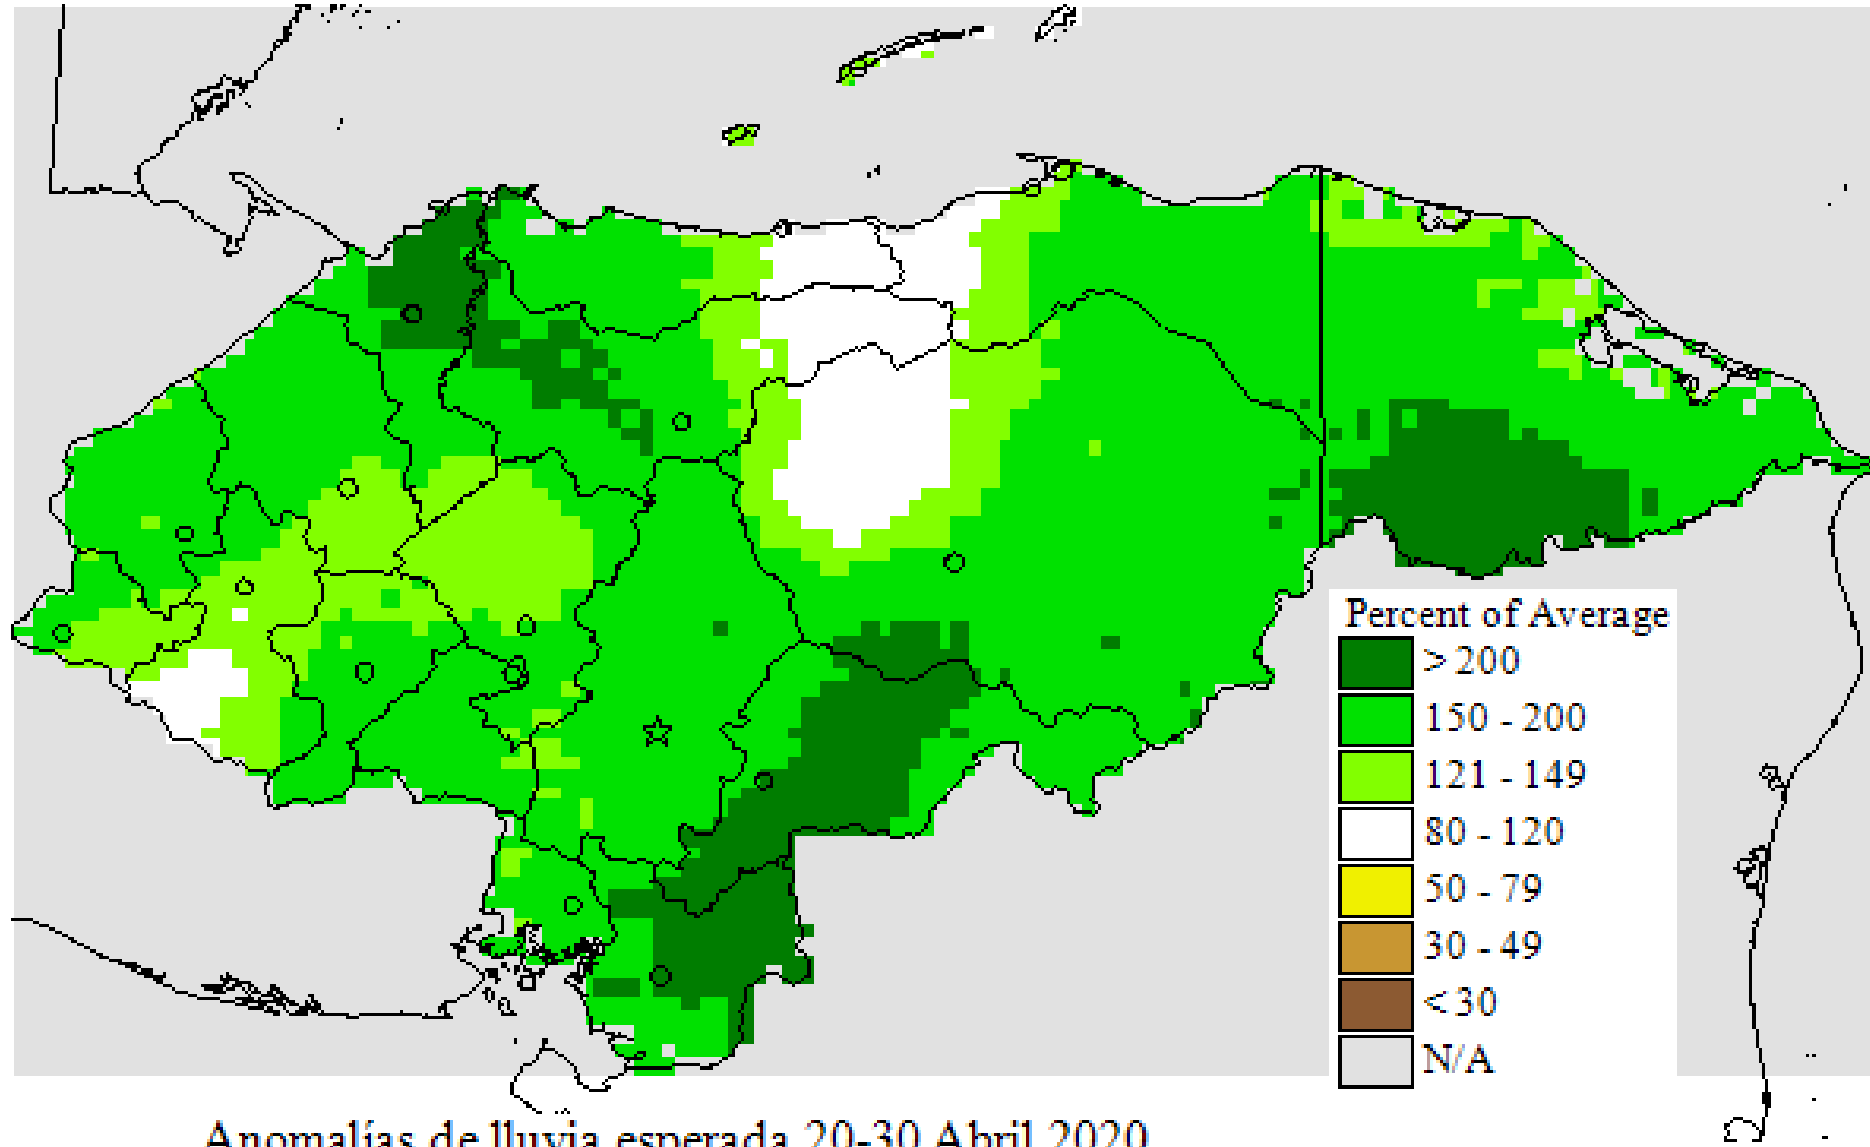 Percent of Average
> 200
150 - 200
121 - 149
80 - 120
50 - 79
30 - 49
< 30
N/A
Anomalías de lluvia esperada 20-30 Abril 2020